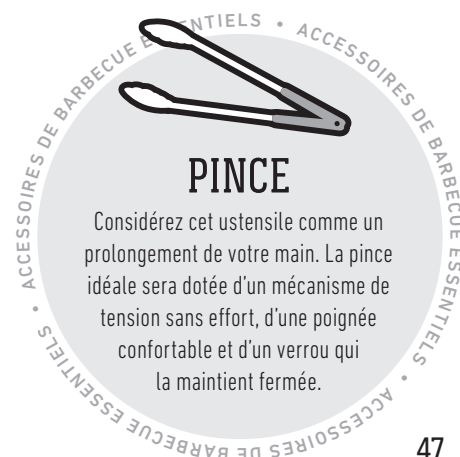 ACCESSOIRES DE BARBECUE ESSENTIELS • ACCESSOIRES DE BARBECUE ESSENTIELS • ACCESSOIRES DE BARBECUE ESSENTIELS •
PINCE
Considérez cet ustensile comme un
prolongement de votre main. La pince
idéale sera dotée d'un mécanisme de
tension sans effort, d'une poignée
confortable et d'un verrou qui
la maintient fermée.
47